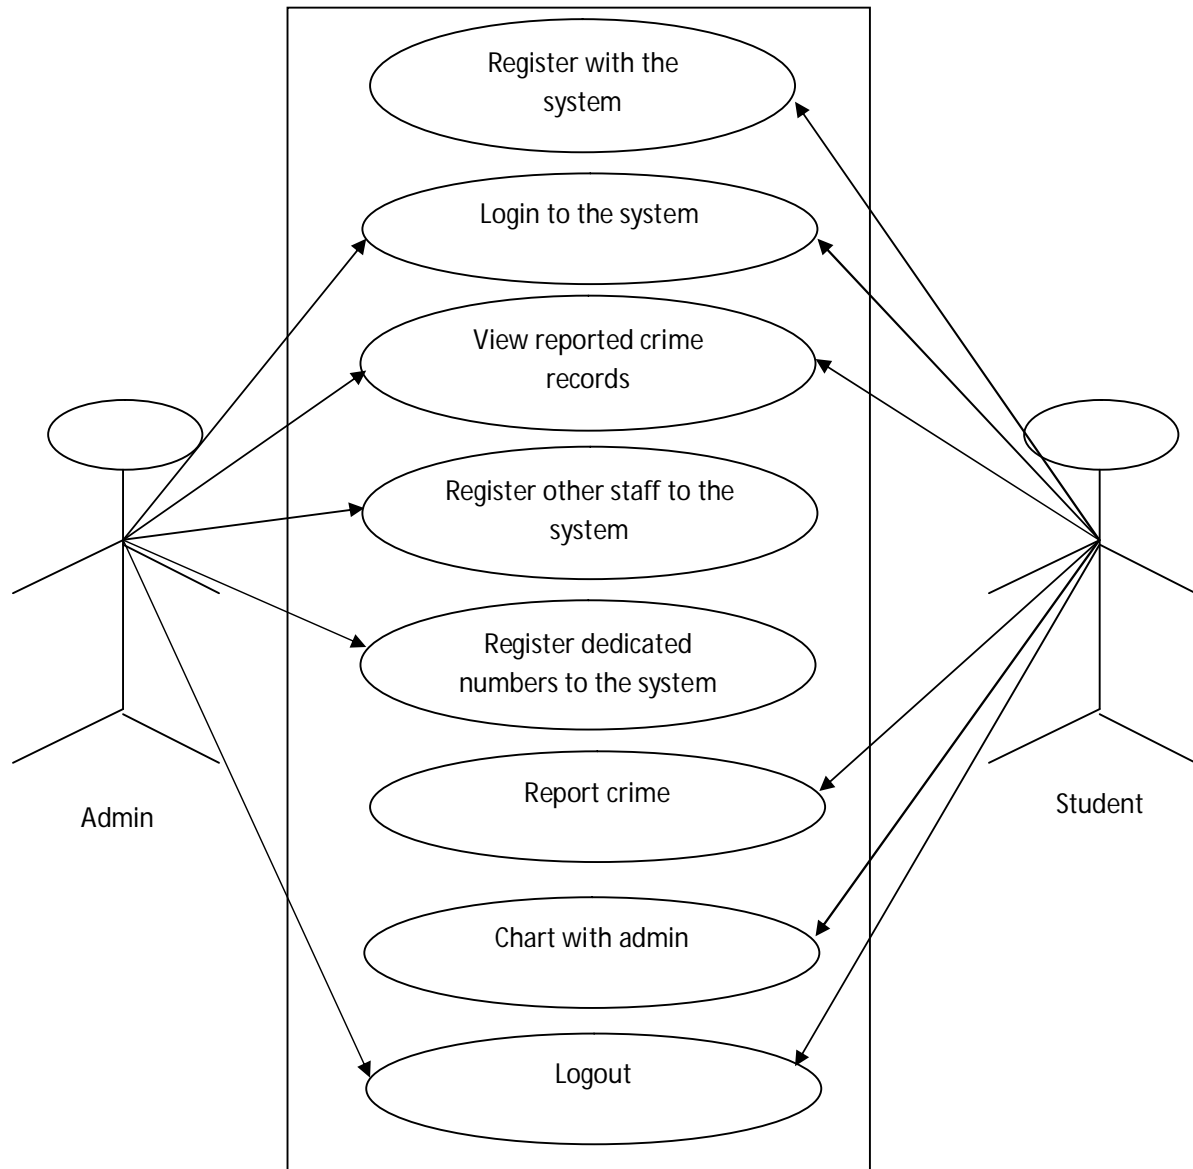 Register with the
system
Login to the system
View reported crime
records
Register other staff to the
system
Register dedicated
numbers to the system
Report crime
Admin
Student
Chart with admin
Logout